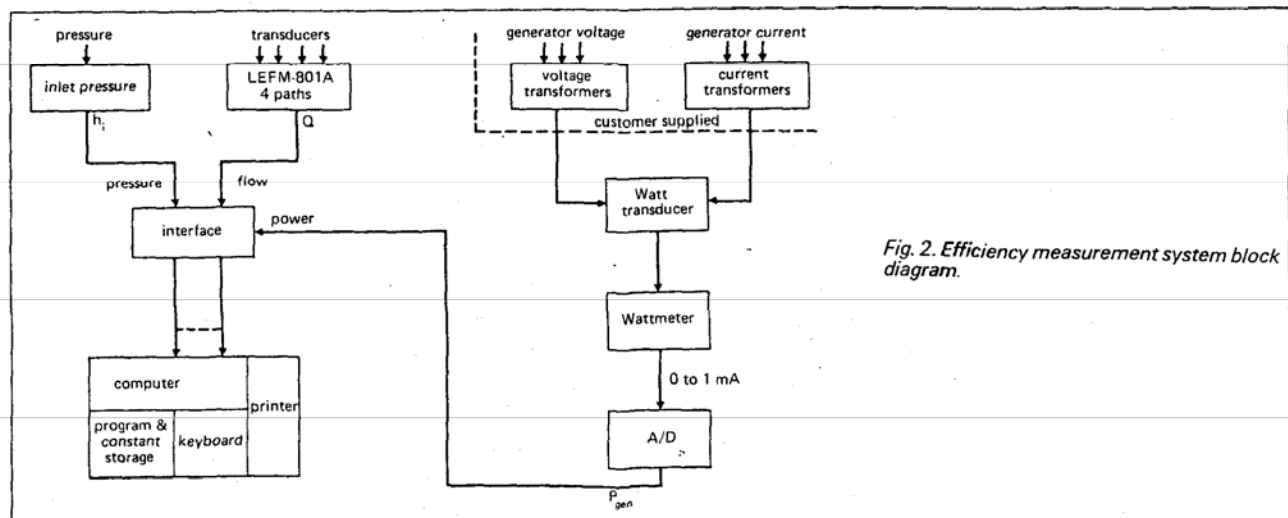 pressure
transducers
generator voltage
generator current
inlet pressure
LEFM-801A
4 paths
voltage
transformers
current
transformers
customer supplied
h_i
Q
pressure
flow
Watt
transducer
interface
power
Fig. 2. Efficiency measurement system block
diagram.
Wattmeter
0 to 1 mA
computer
printer
program &
constant
storage
keyboard
A/D
P_gen